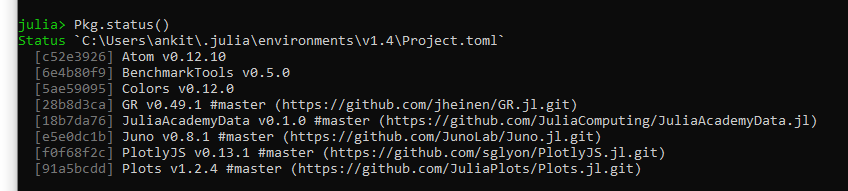 julia> Pkg.status()
Status `C:\Users\ankit\.julia\environments\v1.4\Project.toml`
[c52e3926] Atom v0.12.10
[6e4b80f9] BenchmarkTools v0.5.0
[5ae59095] Colors v0.12.0
[28b8d3ca] GR v0.49.1 #master (https://github.com/jheinen/GR.jl.git)
[18b7da76] JuliaAcademyData v0.1.0 #master (https://github.com/JuliaComputing/JuliaAcademyData.jl)
[e5e0dc1b] Juno v0.8.1 #master (https://github.com/JunoLab/Juno.jl.git)
[f0f68f2c] PlotlyJS v0.13.1 #master (https://github.com/sglyon/PlotlyJS.jl.git)
[91a5bcdd] Plots v1.2.4 #master (https://github.com/JuliaPlots/Plots.jl.git)